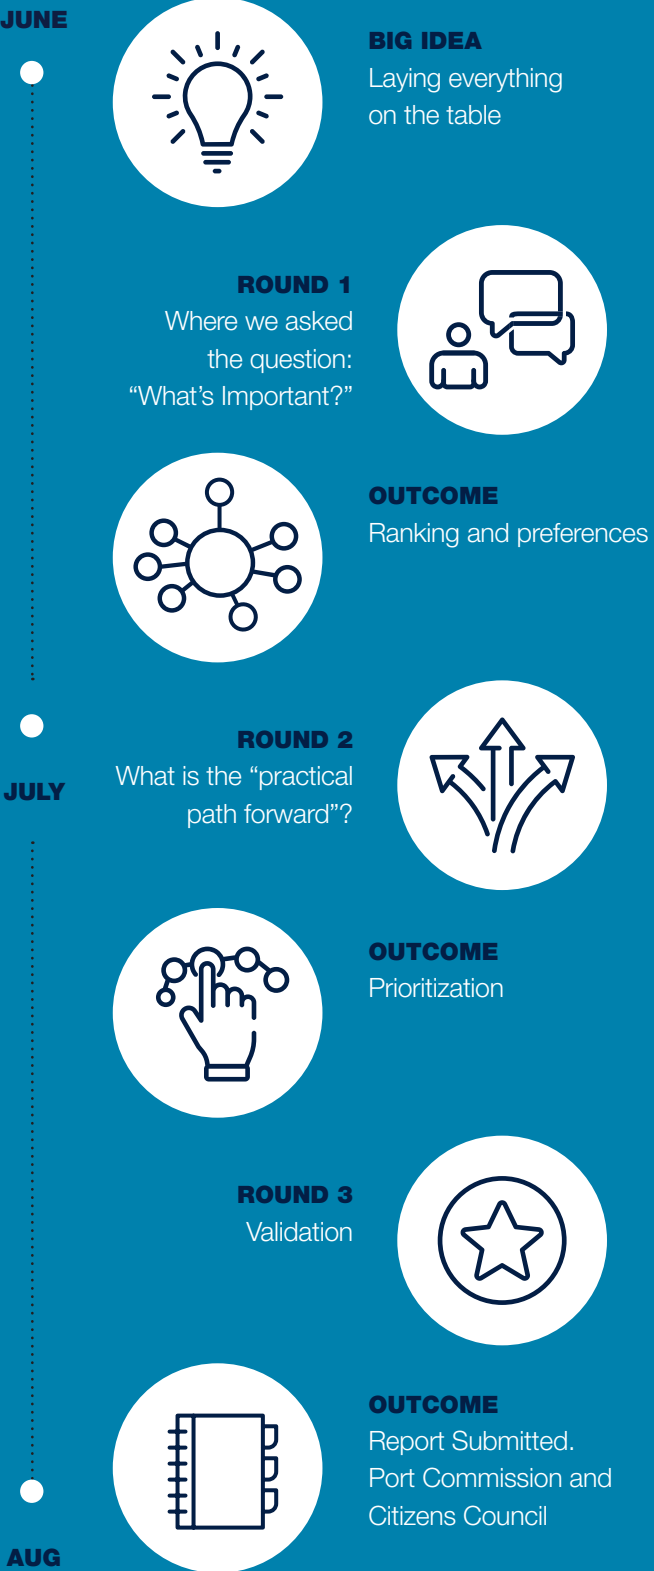 JUNE
BIG IDEA
Laying everything
on the table
ROUND 1
Where we asked
the question:
“What’s Important?”
OUTCOME
Ranking and preferences
ROUND 2
What is the “practical
path forward”?
JULY
OUTCOME
Prioritization
ROUND 3
Validation
OUTCOME
Report Submitted.
Port Commission and
Citizens Council
AUG